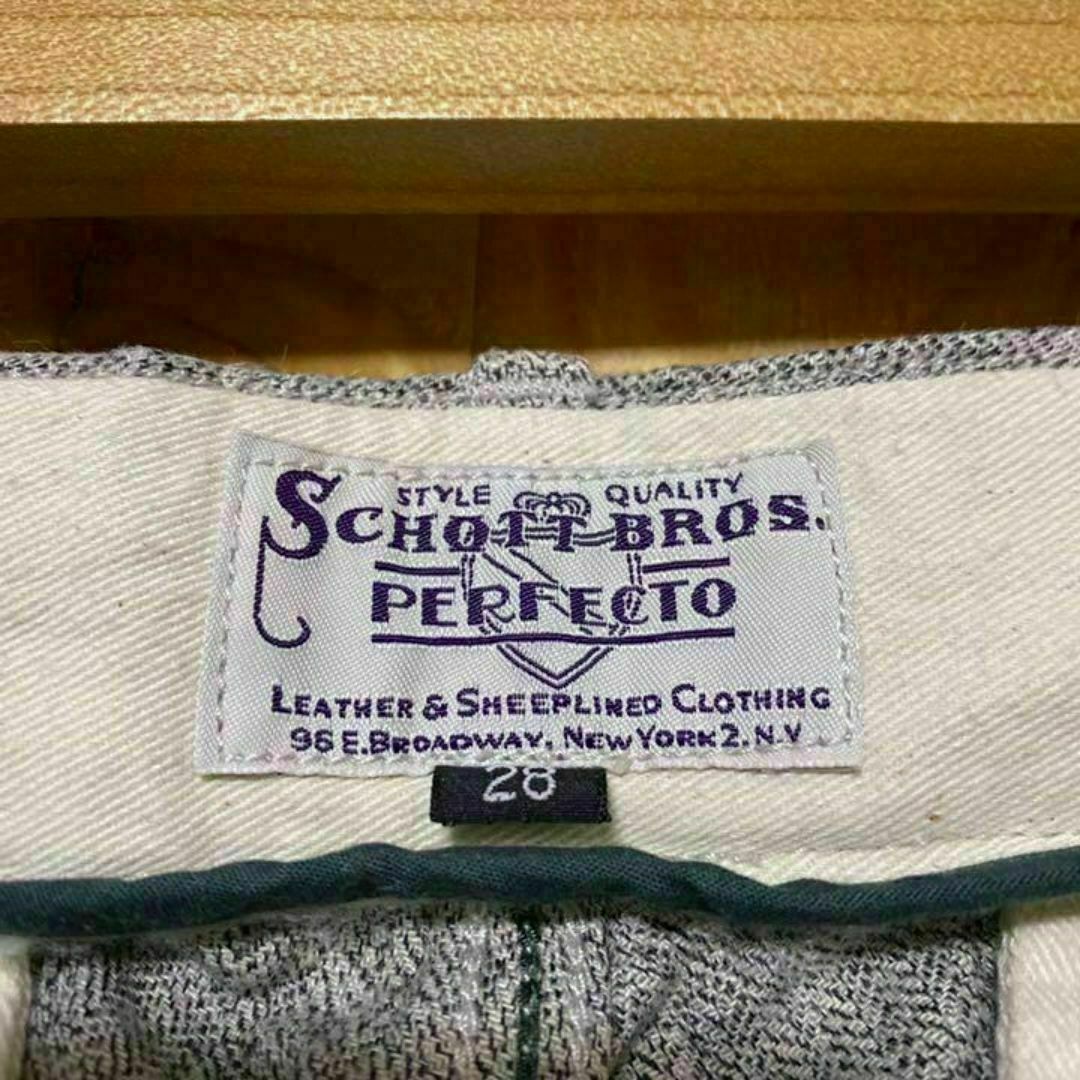 STYLE QUALITY
SCHOTT BROS.
PERFECTO
LEATHER & SHEEPLINED CLOTHING
96 E. BROADWAY, NEW YORK 2. N.Y
28